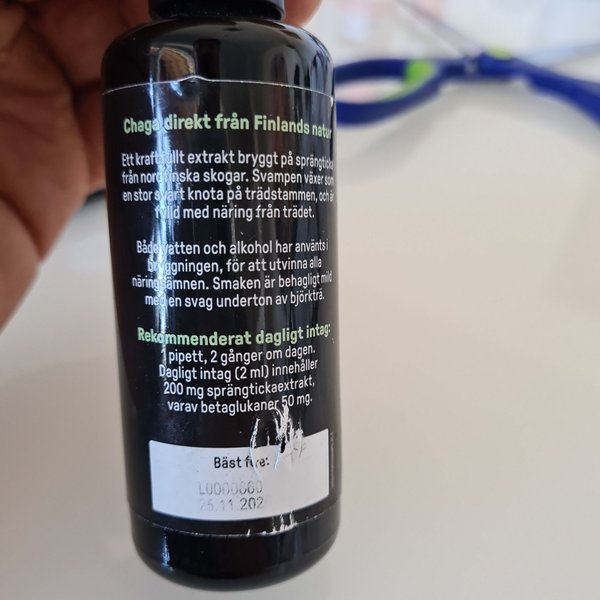 Chaga direkt från Finlands natur
Ett kraftfullt extrakt bryggt på sprängticka
från nordfinska skogar. Svampen växer som
en stor svart knota på trädstammen, och är
fylld med näring från trädet.
Både vatten och alkohol har använts i
bryggningen, för att utvinna alla
näringsämnen. Smaken är behagligt mild
med en svag underton av björkträ.
Rekommenderat dagligt intag:
1 pipett, 2 gånger om dagen.
Dagligt intag (2 ml) innehåller
200 mg sprängtickaextrakt,
varav betaglukaner 50 mg.
Bäst före:
L0000000
25.11.202